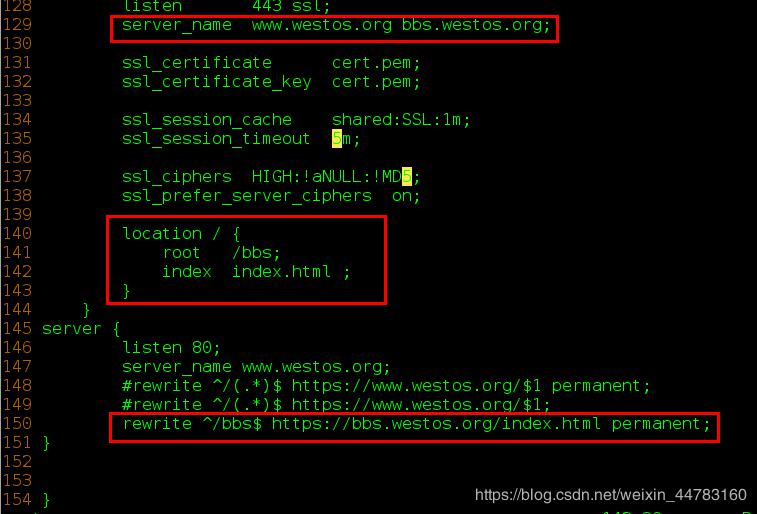 128 listen 443 ssl;
129 server_name www.westos.org bbs.westos.org;
130
131 ssl_certificate cert.pem;
132 ssl_certificate_key cert.pem;
133
134 ssl_session_cache shared:SSL:1m;
135 ssl_session_timeout 5m;
136
137 ssl_ciphers HIGH:!aNULL:!MD5;
138 ssl_prefer_server_ciphers on;
139
140 location / {
141 root /bbs;
142 index index.html ;
143 }
144 }
145 server {
146 listen 80;
147 server_name www.westos.org;
148 #rewrite ^/(.*)$ https://www.westos.org/$1 permanent;
149 #rewrite ^/(.*)$ https://www.westos.org/$1;
150 rewrite ^/bbs$ https://bbs.westos.org/index.html permanent;
151 }
152
153
154 }
https://blog.csdn.net/weixin_44783160